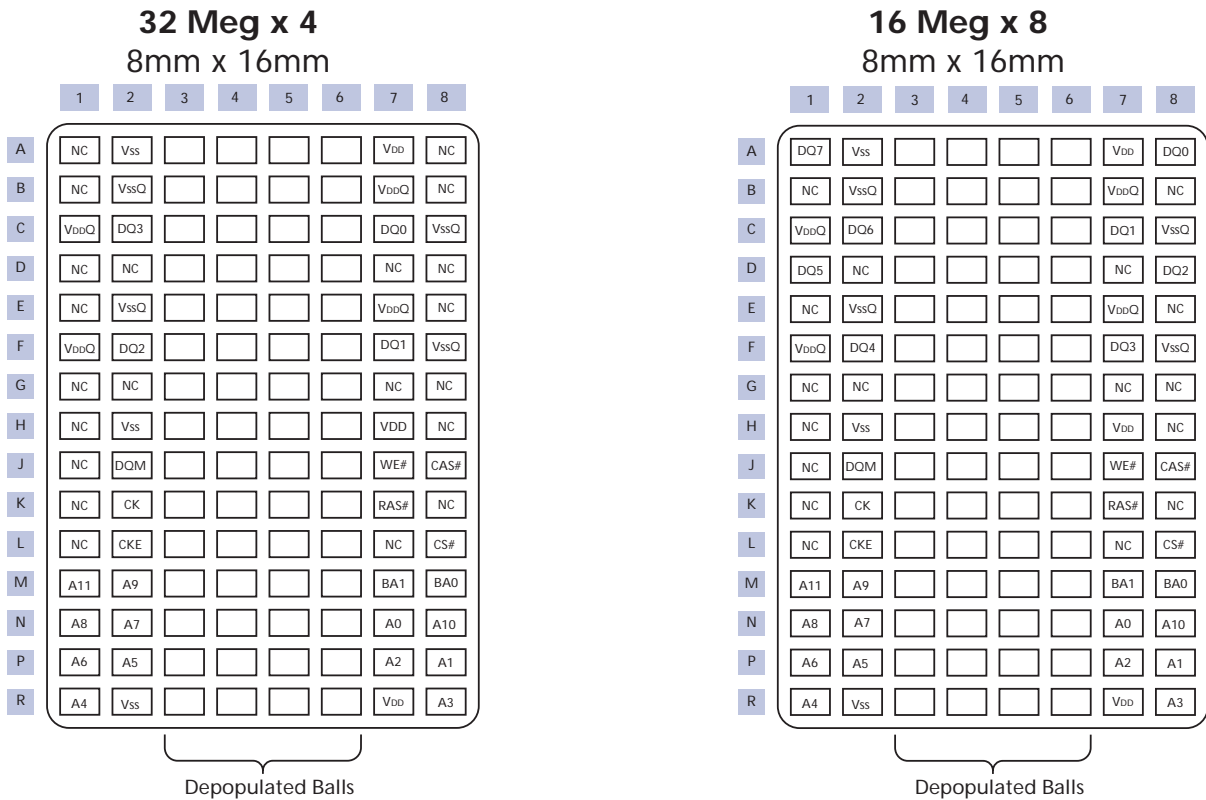 32 Meg x 4
8mm x 16mm
1 2 3 4 5 6 7 8
A NC Vss VDD NC
B NC VssQ VDDQ NC
C VDDQ DQ3 DQ0 VssQ
D NC NC NC NC
E NC VssQ VDDQ NC
F VDDQ DQ2 DQ1 VssQ
G NC NC NC NC
H NC Vss VDD NC
J NC DQM WE# CAS#
K NC CK RAS# NC
L NC CKE NC CS#
M A11 A9 BA1 BA0
N A8 A7 A0 A10
P A6 A5 A2 A1
R A4 Vss VDD A3
Depopulated Balls
16 Meg x 8
8mm x 16mm
1 2 3 4 5 6 7 8
A DQ7 Vss VDD DQ0
B NC VssQ VDDQ NC
C VDDQ DQ6 DQ1 VssQ
D DQ5 NC NC DQ2
E NC VssQ VDDQ NC
F VDDQ DQ4 DQ3 VssQ
G NC NC NC NC
H NC Vss VDD NC
J NC DQM WE# CAS#
K NC CK RAS# NC
L NC CKE NC CS#
M A11 A9 BA1 BA0
N A8 A7 A0 A10
P A6 A5 A2 A1
R A4 Vss VDD A3
Depopulated Balls